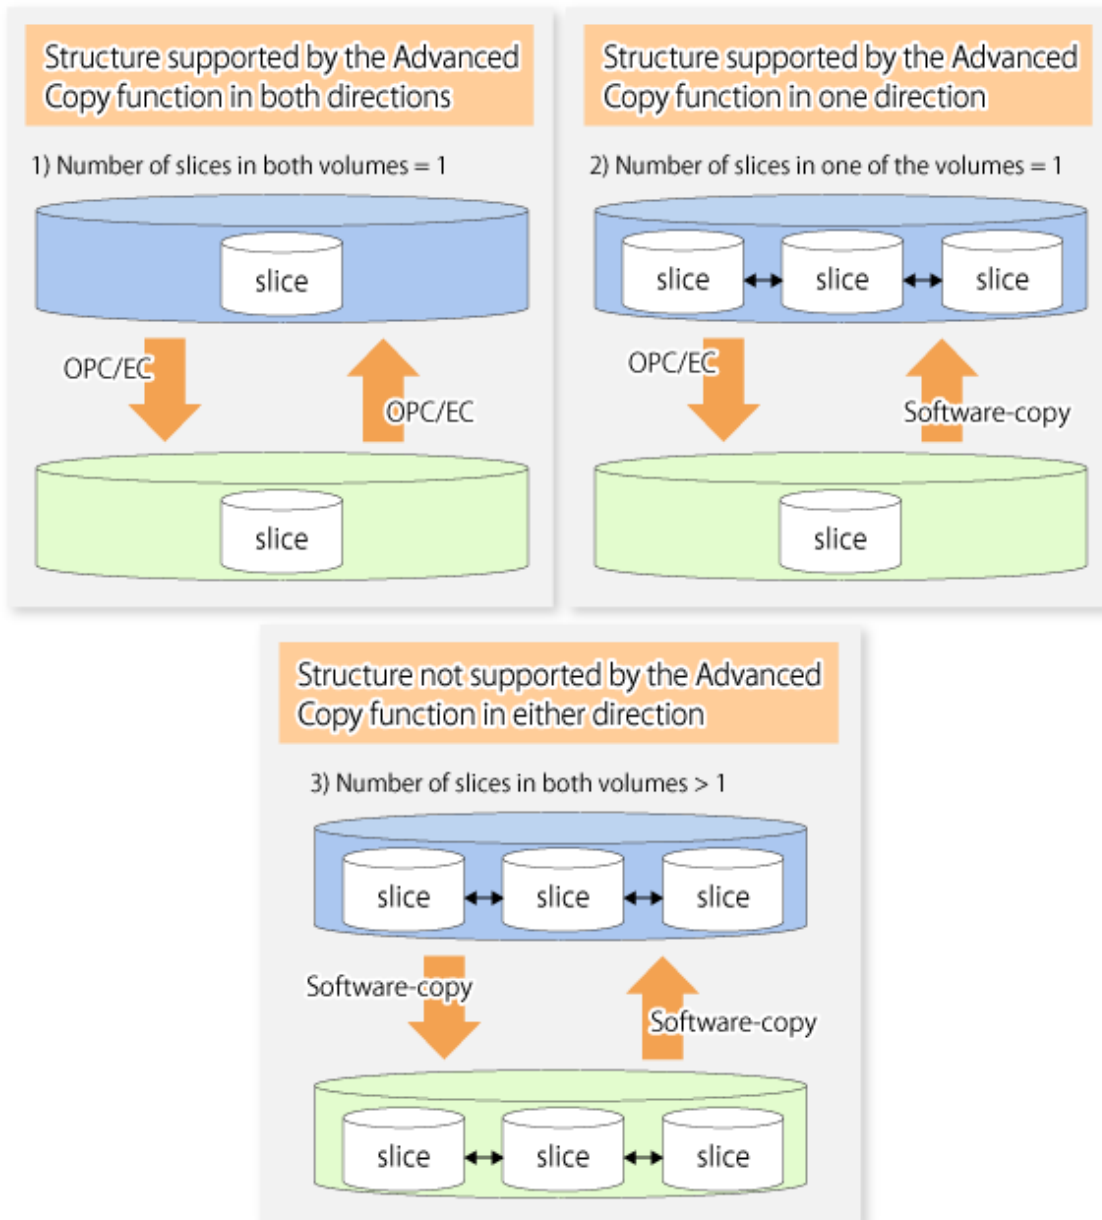 Structure supported by the Advanced
Copy function in both directions
1) Number of slices in both volumes = 1
slice
OPC/EC
OPC/EC
slice
Structure supported by the Advanced
Copy function in one direction
2) Number of slices in one of the volumes = 1
slice
slice
slice
OPC/EC
Software-copy
slice
Structure not supported by the Advanced
Copy function in either direction
3) Number of slices in both volumes > 1
slice
slice
slice
Software-copy
Software-copy
slice
slice
slice